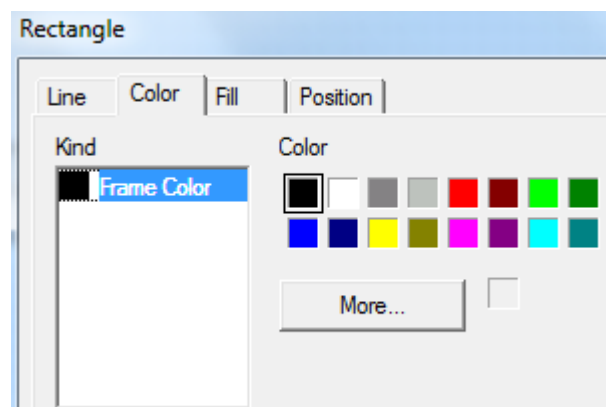 Rectangle
Line Color Fill Position
Kind Color
Frame Color
More...